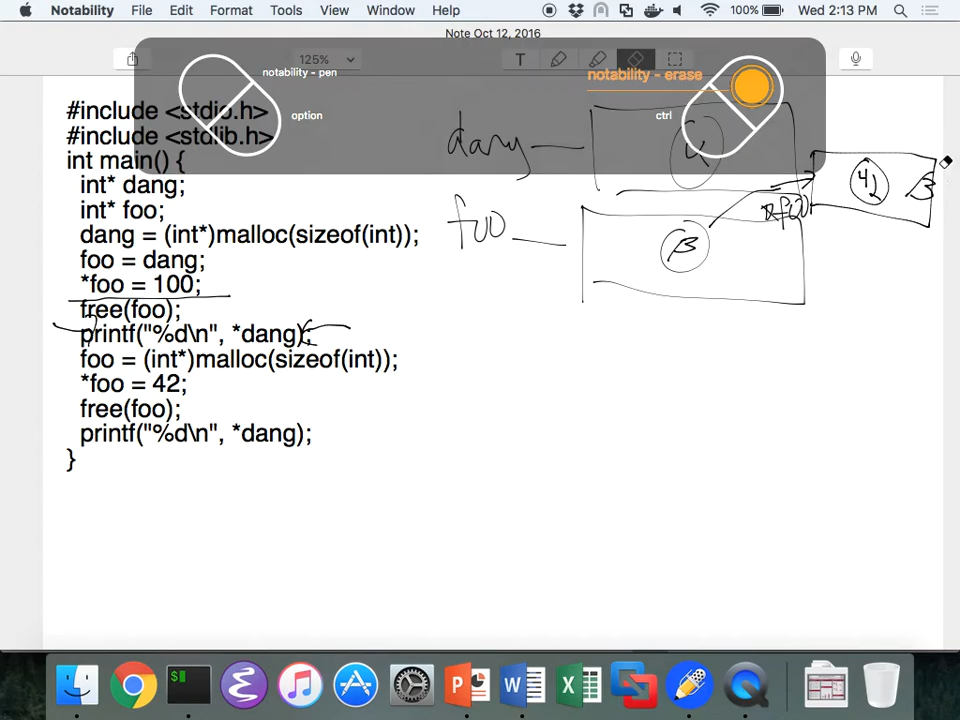 Notability File Edit Format Tools View Window Help 100% Wed 2:13 PM
Note Oct 12, 2016
125%
T
notability - pen
option
notability - erase
ctrl
#include <stdio.h>
#include <stdlib.h>
int main() {
int* dang;
int* foo;
dang = (int*)malloc(sizeof(int));
foo = dang;
*foo = 100;
free(foo);
printf("%d\n", *dang);
foo = (int*)malloc(sizeof(int));
*foo = 42;
free(foo);
printf("%d\n", *dang);
}
dang
foo
β
*foo
42
β
$
P
W
X